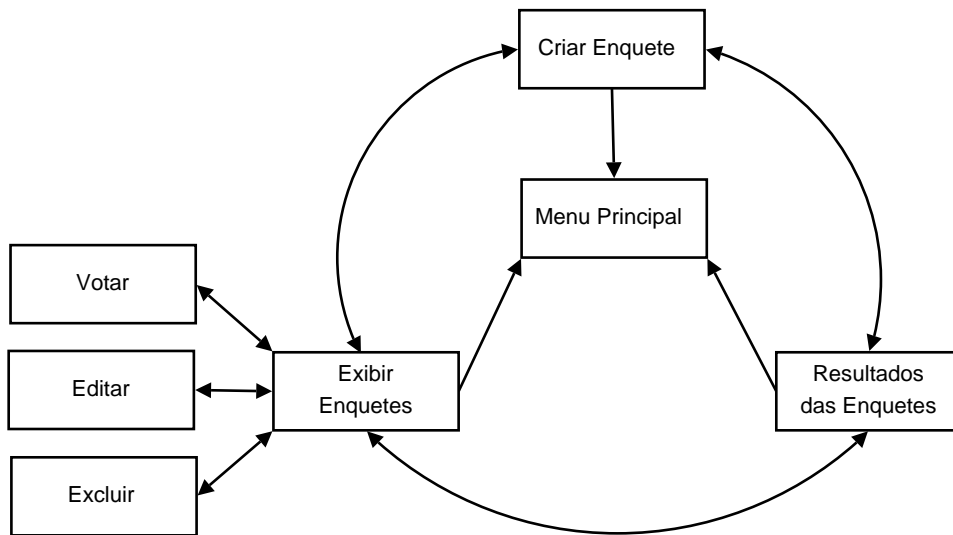 Criar Enquete
Menu Principal
Votar
Editar
Excluir
Exibir
Enquetes
Resultados
das Enquetes